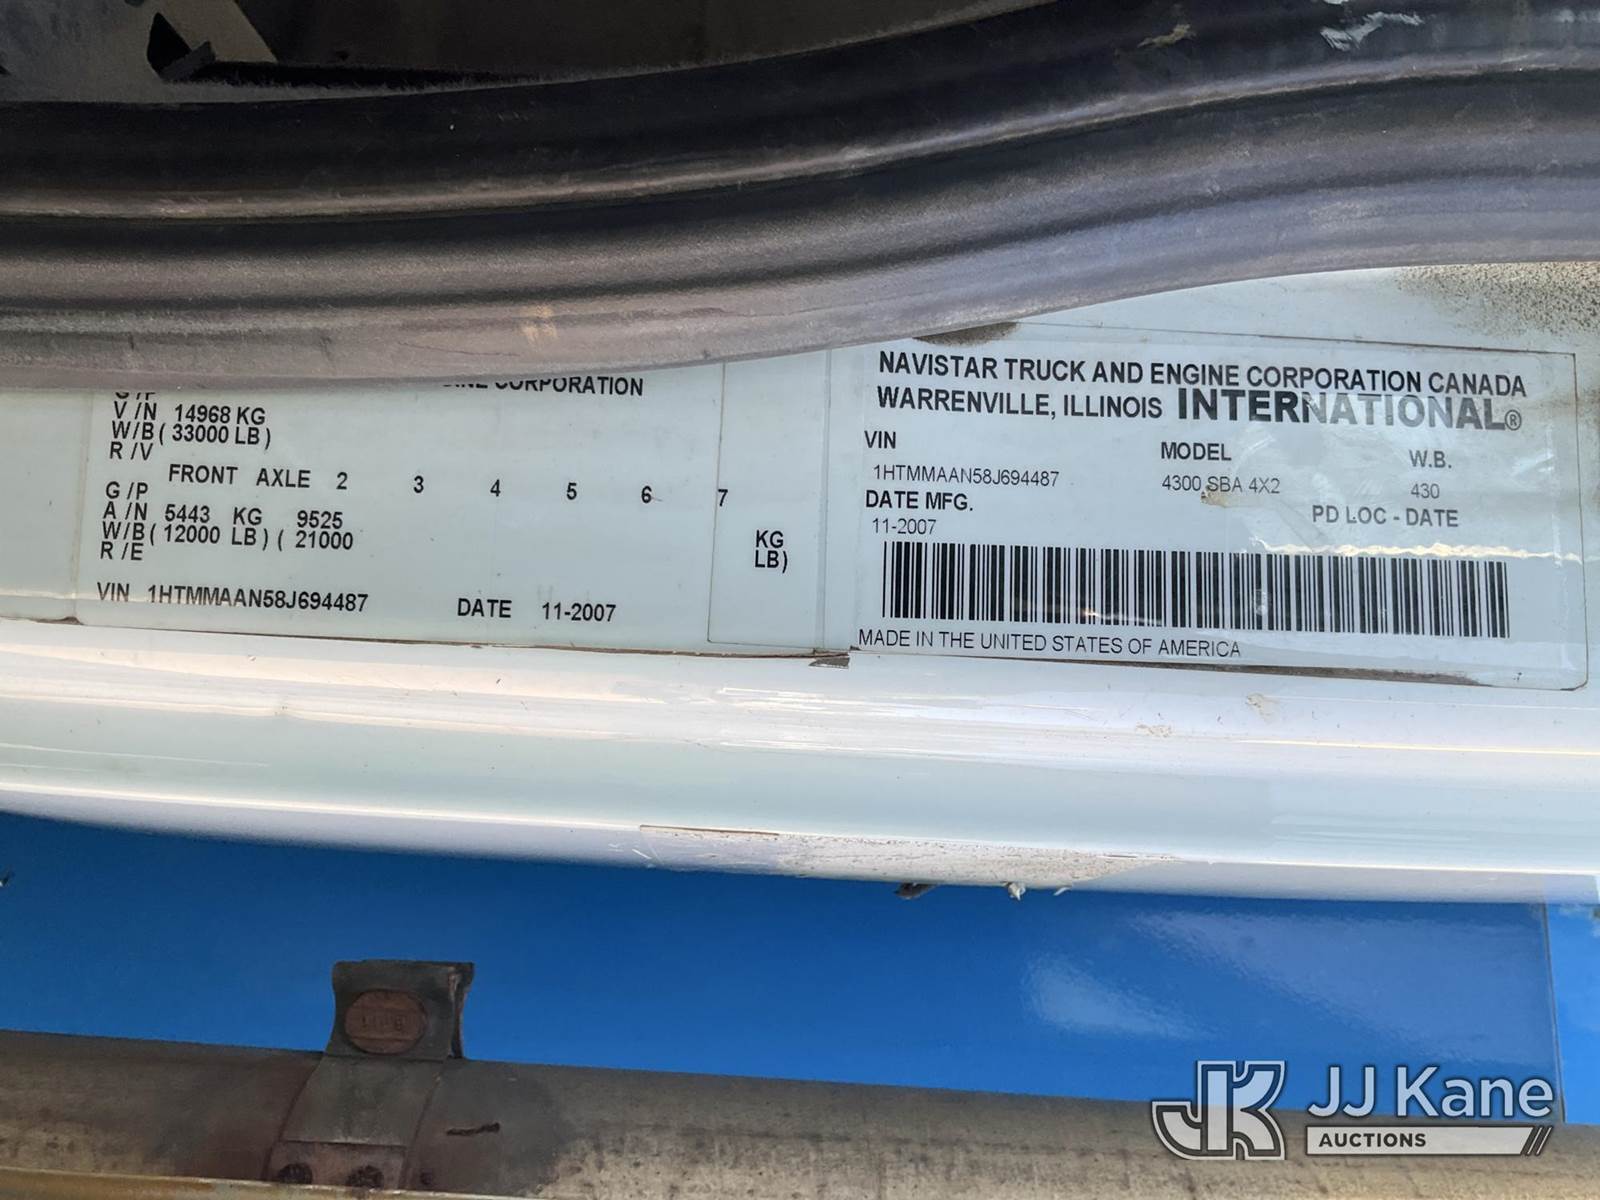 CORPORATION
G/P
V/N 14968 KG
W/B ( 33000 LB )
R /V
FRONT AXLE 2 3 4 5 6 7
G /P
A /N 5443 KG 9525 KG
W/B ( 12000 LB ) ( 21000 LB)
R /E
VIN 1HTMMAAN58J694487 DATE 11-2007
NAVISTAR TRUCK AND ENGINE CORPORATION CANADA
WARRENVILLE, ILLINOIS INTERNATIONAL®
VIN MODEL W.B.
1HTMMAAN58J694487 4300 SBA 4X2 430
DATE MFG. PD LOC - DATE
11-2007
MADE IN THE UNITED STATES OF AMERICA
JK JJ Kane
AUCTIONS